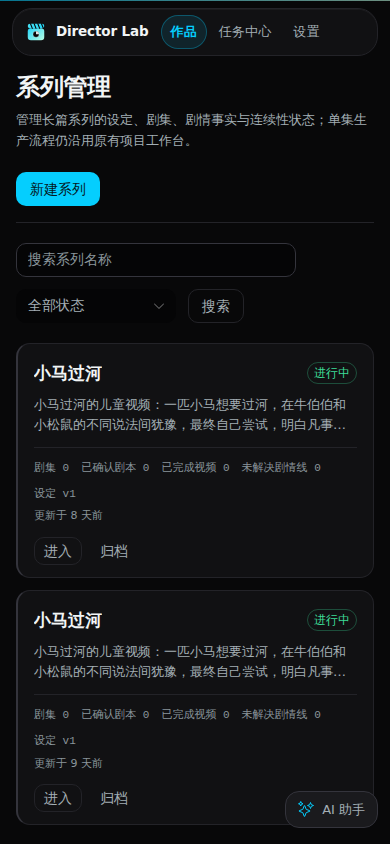 Director Lab 作品 任务中心 设置
系列管理
管理长篇系列的设定、剧集、剧情事实与连续性状态；单集生
产流程仍沿用原有项目工作台。
新建系列
搜索系列名称
全部状态 搜索
小马过河 进行中
小马过河的儿童视频：一匹小马想要过河，在牛伯伯和
小松鼠的不同说法间犹豫，最终自己尝试，明白凡事…
剧集 0 已确认剧本 0 已完成视频 0 未解决剧情线 0
设定 v1
更新于 8 天前
进入 归档
小马过河 进行中
小马过河的儿童视频：一匹小马想要过河，在牛伯伯和
小松鼠的不同说法间犹豫，最终自己尝试，明白凡事…
剧集 0 已确认剧本 0 已完成视频 0 未解决剧情线 0
设定 v1
更新于 9 天前
进入 归档
AI 助手